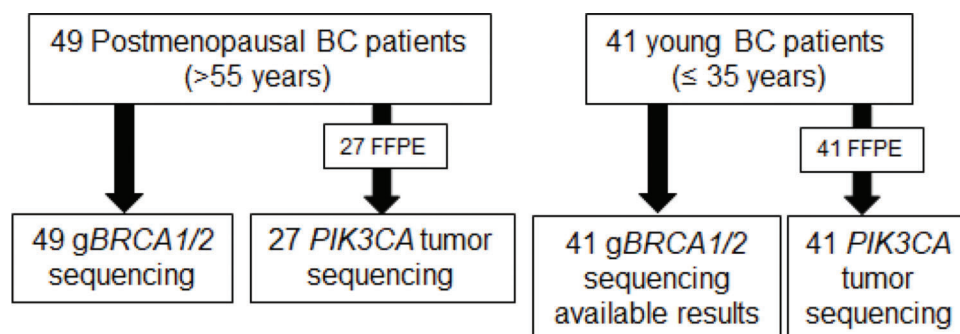 49 Postmenopausal BC patients
(>55 years)
41 young BC patients
(≤ 35 years)
27 FFPE
41 FFPE
49 gBRCA1/2
sequencing
27 PIK3CA tumor
sequencing
41 gBRCA1/2
sequencing
available results
41 PIK3CA
tumor
sequencing